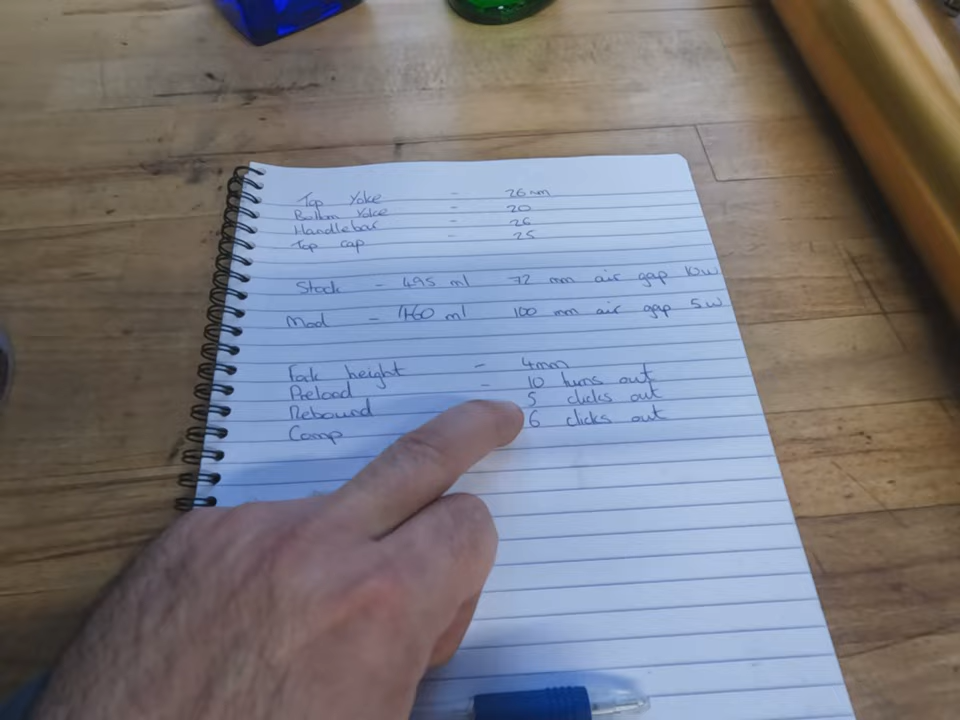 Top Yoke - 26mm
Bottom Yoke - 20
Handlebar - 26
Top cap - 25
Stock - 495 ml 72 mm air gap 10w
Mod - 460 ml 100 mm air gap 5w
Fork height - 4mm
Preload - 10 turns out
Rebound 5 clicks out
Comp 6 clicks out